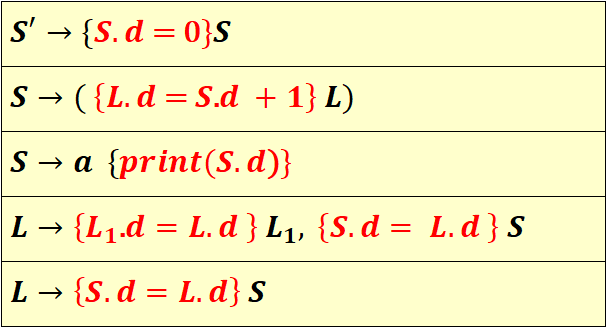 S′ → {S.d = 0}S
S → ( {L.d = S.d + 1} L)
S → a {print(S.d)}
L → {L₁.d = L.d } L₁, {S.d = L.d } S
L → {S.d = L.d} S